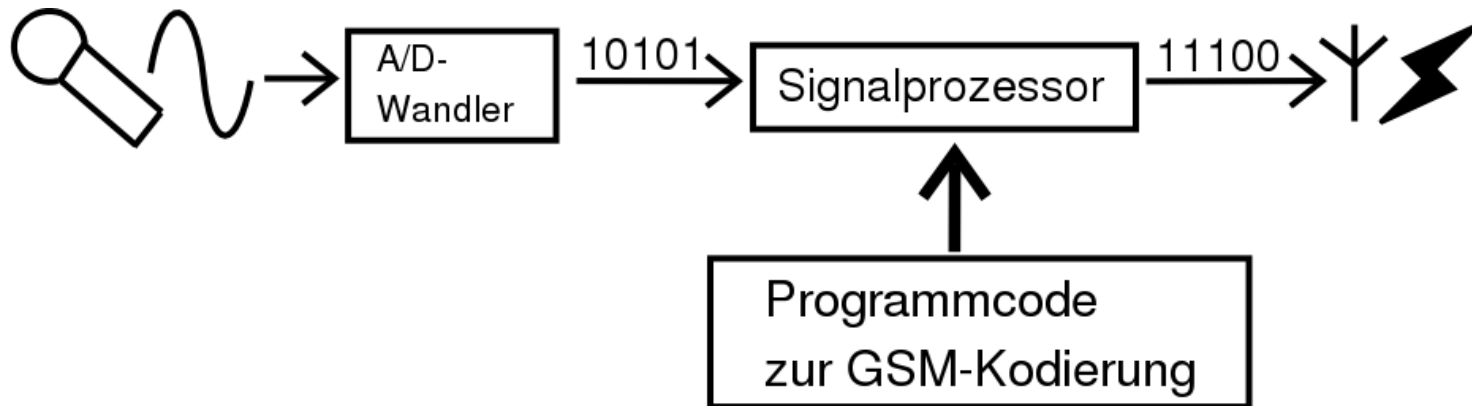 A/D-
Wandler
10101
Signalprozessor
11100
Programmcode
zur GSM-Kodierung